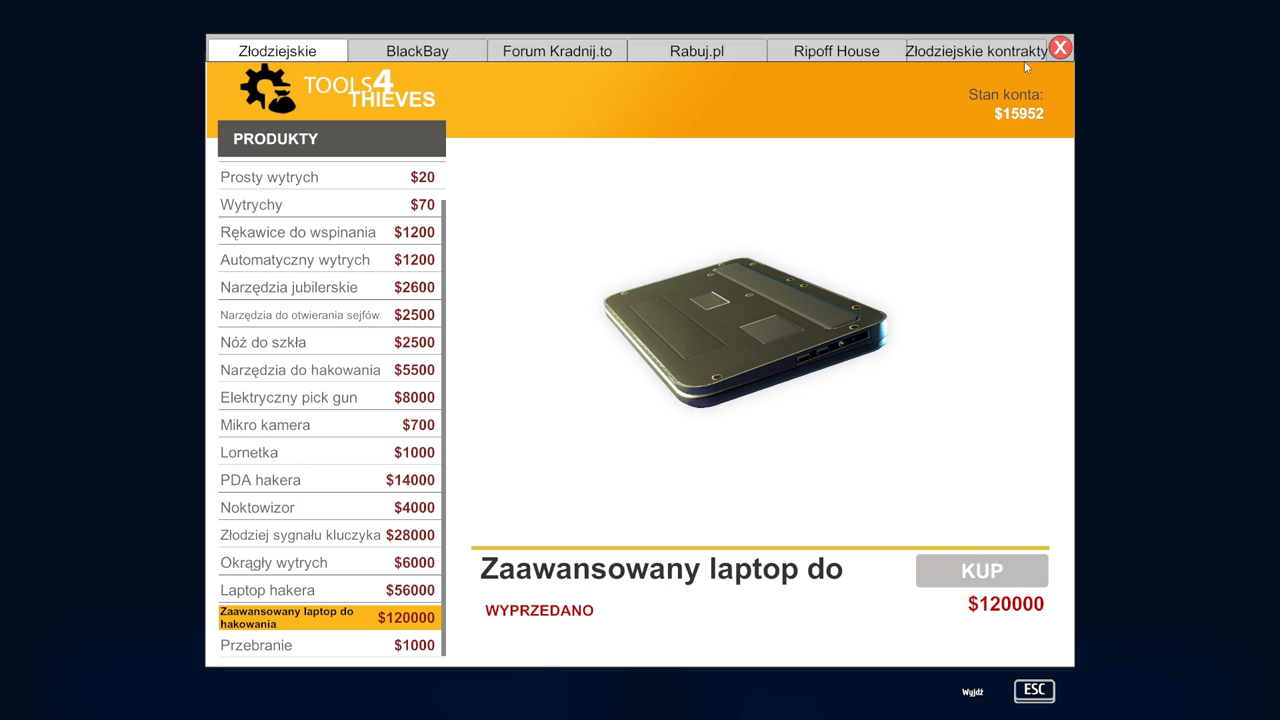 Złodziejskie BlackBay Forum Kradnij.to Rabuj.pl Ripoff House Złodziejskie kontrakty X
TOOLS4
THIEVES
Stan konta:
$15952
PRODUKTY
Prosty wytrych $20
Wytrychy $70
Rękawice do wspinania $1200
Automatyczny wytrych $1200
Narzędzia jubilerskie $2600
Narzędzia do otwierania sejfów $2500
Nóż do szkła $2500
Narzędzia do hakowania $5500
Elektryczny pick gun $8000
Mikro kamera $700
Lornetka $1000
PDA hakera $14000
Noktowizor $4000
Złodziej sygnału kluczyka $28000
Okrągły wytrych $6000
Laptop hakera $56000
Zaawansowany laptop do
hakowania $120000
Przebranie $1000
Zaawansowany laptop do KUP
WYPRZEDANO $120000
Wyjdź ESC